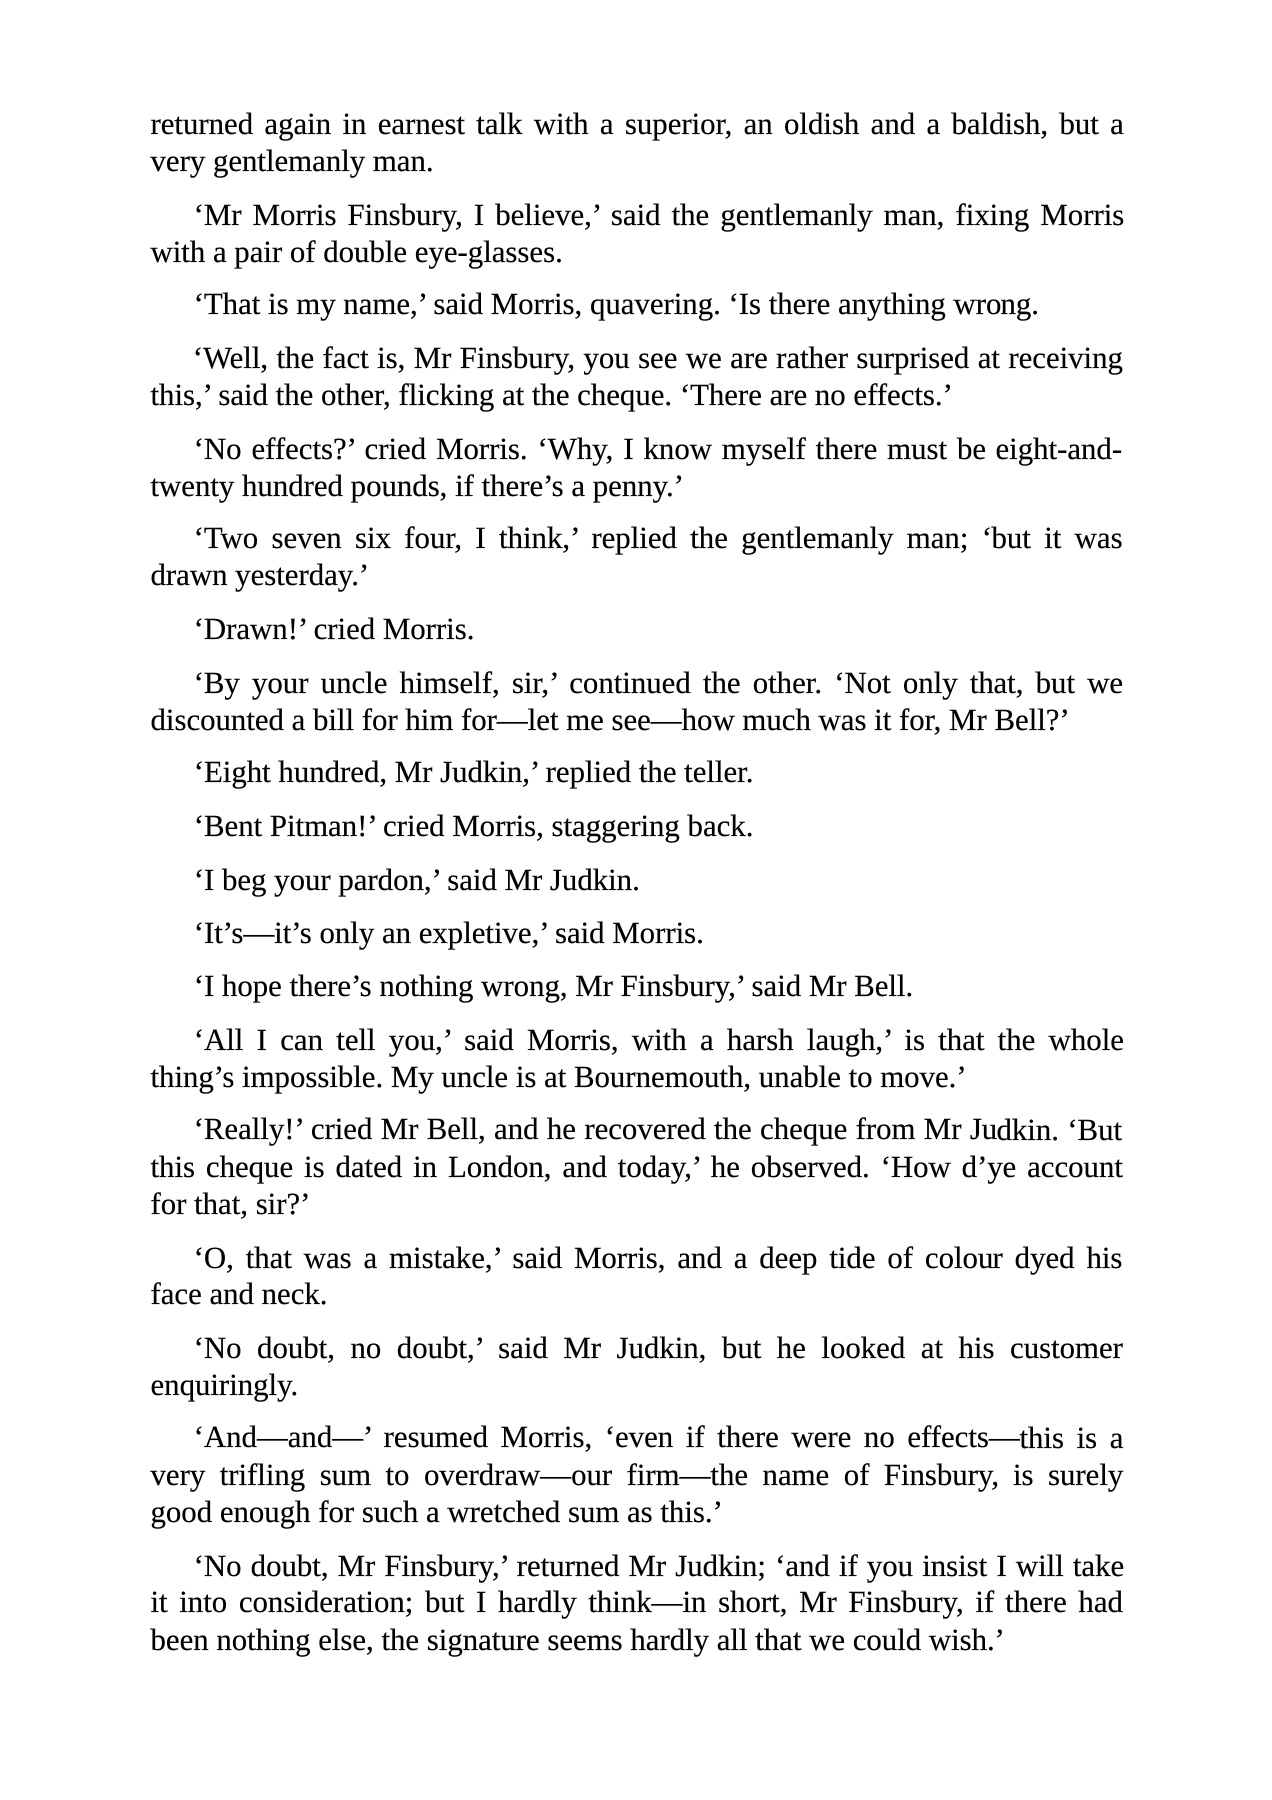 returned again in earnest talk with a superior, an oldish and a baldish, but a
very gentlemanly man.
‘Mr Morris Finsbury, I believe,’ said the gentlemanly man, fixing Morris
with a pair of double eye-glasses.
‘That is my name,’ said Morris, quavering. ‘Is there anything wrong.
‘Well, the fact is, Mr Finsbury, you see we are rather surprised at receiving
this,’ said the other, flicking at the cheque. ‘There are no effects.’
‘No effects?’ cried Morris. ‘Why, I know myself there must be eight-and-
twenty hundred pounds, if there’s a penny.’
‘Two seven six four, I think,’ replied the gentlemanly man; ‘but it was
drawn yesterday.’
‘Drawn!’ cried Morris.
‘By your uncle himself, sir,’ continued the other. ‘Not only that, but we
discounted a bill for him for—let me see—how much was it for, Mr Bell?’
‘Eight hundred, Mr Judkin,’ replied the teller.
‘Bent Pitman!’ cried Morris, staggering back.
‘I beg your pardon,’ said Mr Judkin.
‘It’s—it’s only an expletive,’ said Morris.
‘I hope there’s nothing wrong, Mr Finsbury,’ said Mr Bell.
‘All I can tell you,’ said Morris, with a harsh laugh,’ is that the whole
thing’s impossible. My uncle is at Bournemouth, unable to move.’
‘Really!’ cried Mr Bell, and he recovered the cheque from Mr Judkin. ‘But
this cheque is dated in London, and today,’ he observed. ‘How d’ye account
for that, sir?’
‘O, that was a mistake,’ said Morris, and a deep tide of colour dyed his
face and neck.
‘No doubt, no doubt,’ said Mr Judkin, but he looked at his customer
enquiringly.
‘And—and—’ resumed Morris, ‘even if there were no effects—this is a
very trifling sum to overdraw—our firm—the name of Finsbury, is surely
good enough for such a wretched sum as this.’
‘No doubt, Mr Finsbury,’ returned Mr Judkin; ‘and if you insist I will take
it into consideration; but I hardly think—in short, Mr Finsbury, if there had
been nothing else, the signature seems hardly all that we could wish.’